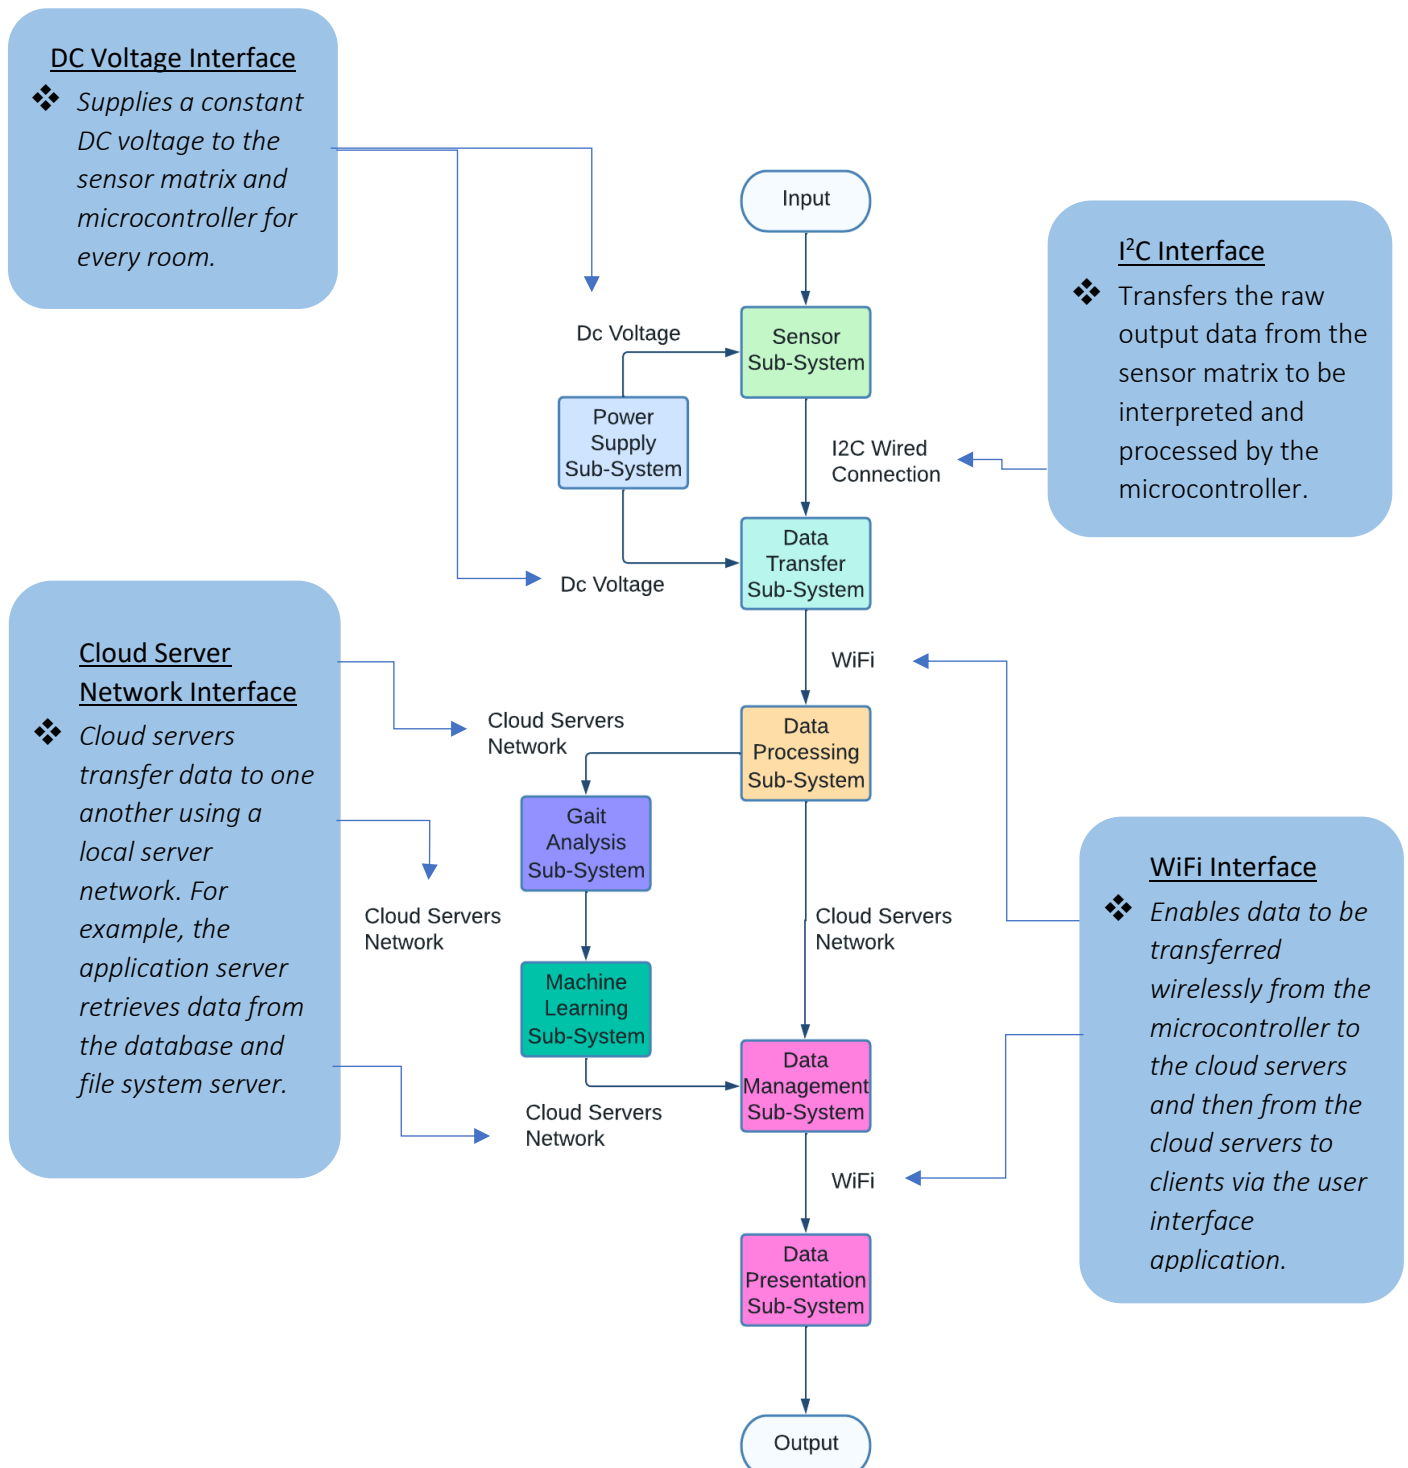 DC Voltage Interface
❖ Supplies a constant
DC voltage to the
sensor matrix and
microcontroller for
every room.
Input
I²C Interface
❖ Transfers the raw
output data from the
sensor matrix to be
interpreted and
processed by the
microcontroller.
Dc Voltage
Sensor
Sub-System
Power
Supply
Sub-System
I2C Wired
Connection
Data
Transfer
Sub-System
Dc Voltage
Cloud Server
Network Interface
❖ Cloud servers
transfer data to one
another using a
local server
network. For
example, the
application server
retrieves data from
the database and
file system server.
WiFi
Cloud Servers
Network
Data
Processing
Sub-System
Gait
Analysis
Sub-System
Cloud Servers
Network
Cloud Servers
Network
Machine
Learning
Sub-System
WiFi Interface
❖ Enables data to be
transferred
wirelessly from the
microcontroller to
the cloud servers
and then from the
cloud servers to
clients via the user
interface
application.
Data
Management
Sub-System
Cloud Servers
Network
WiFi
Data
Presentation
Sub-System
Output